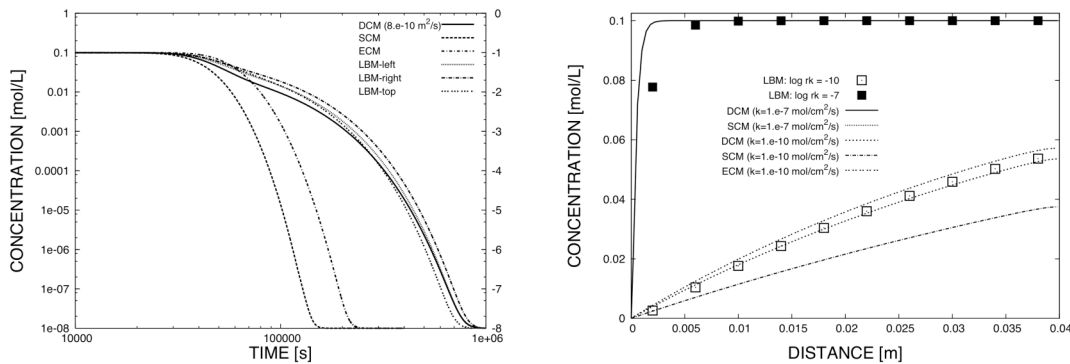 1
0.1
0.01
0.001
0.0001
1e-05
1e-06
1e-07
1e-08
CONCENTRATION [mol/L]
0
-1
-2
-3
-4
-5
-6
-7
-8
10000
100000
1e+06
TIME [s]
DCM (8.e-10 m²/s)
SCM
ECM
LBM-left
LBM-right
LBM-top
0.1
0.08
0.06
0.04
0.02
0
CONCENTRATION [mol/L]
LBM: log rk = -10
LBM: log rk = -7
DCM (k=1.e-7 mol/cm²/s)
SCM (k=1.e-7 mol/cm²/s)
DCM (k=1.e-10 mol/cm²/s)
SCM (k=1.e-10 mol/cm²/s)
ECM (k=1.e-10 mol/cm²/s)
0 0.005 0.01 0.015 0.02 0.025 0.03 0.035 0.04
DISTANCE [m]